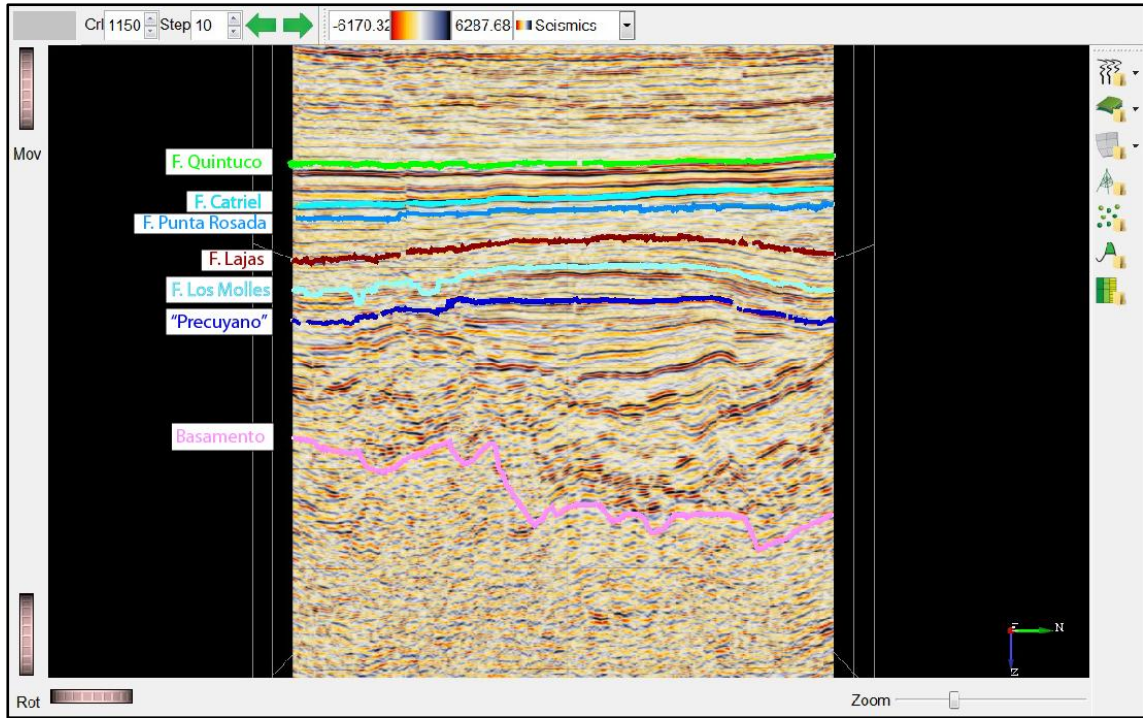 Crl 1150 Step 10 -6170.32 6287.68 Seismics
Mov
F. Quintuco
F. Catriel
F. Punta Rosada
F. Lajas
F. Los Molles
"Precuyano"
Basamento
N
Z
Rot
Zoom